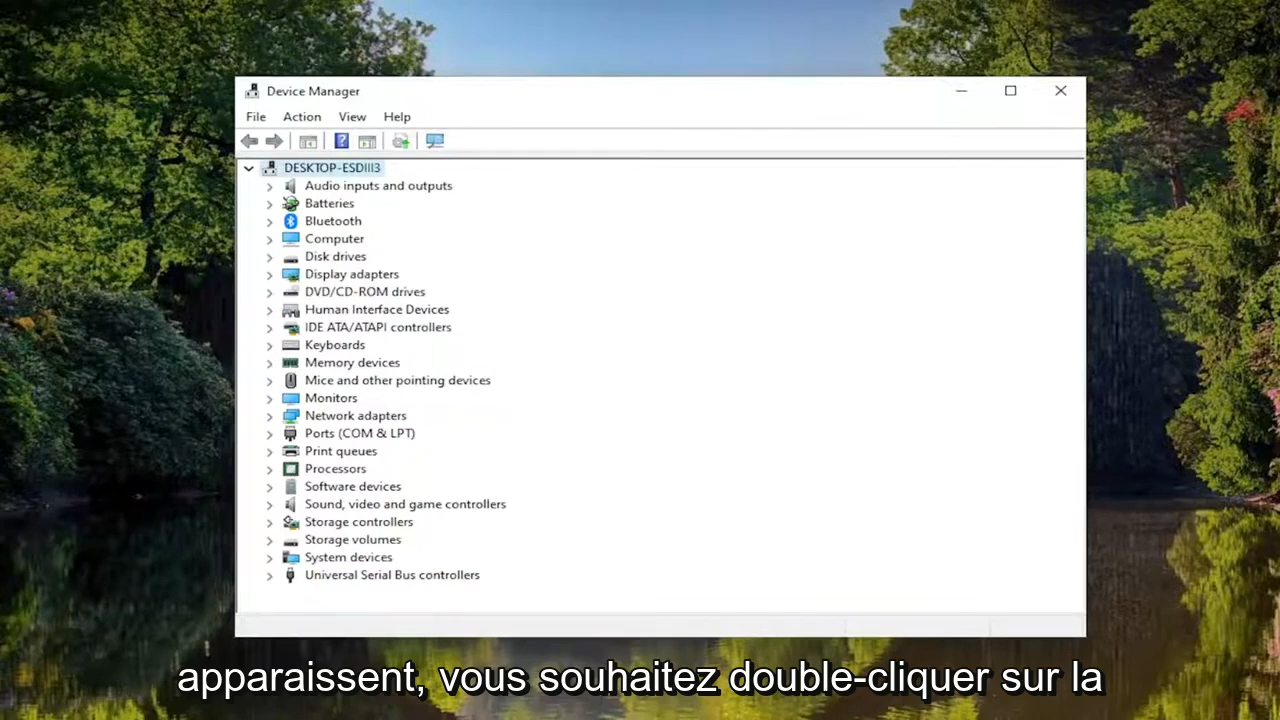 Device Manager
File Action View Help
DESKTOP-ESDIII3
Audio inputs and outputs
Batteries
Bluetooth
Computer
Disk drives
Display adapters
DVD/CD-ROM drives
Human Interface Devices
IDE ATA/ATAPI controllers
Keyboards
Memory devices
Mice and other pointing devices
Monitors
Network adapters
Ports (COM & LPT)
Print queues
Processors
Software devices
Sound, video and game controllers
Storage controllers
Storage volumes
System devices
Universal Serial Bus controllers
apparaissent, vous souhaitez double-cliquer sur la